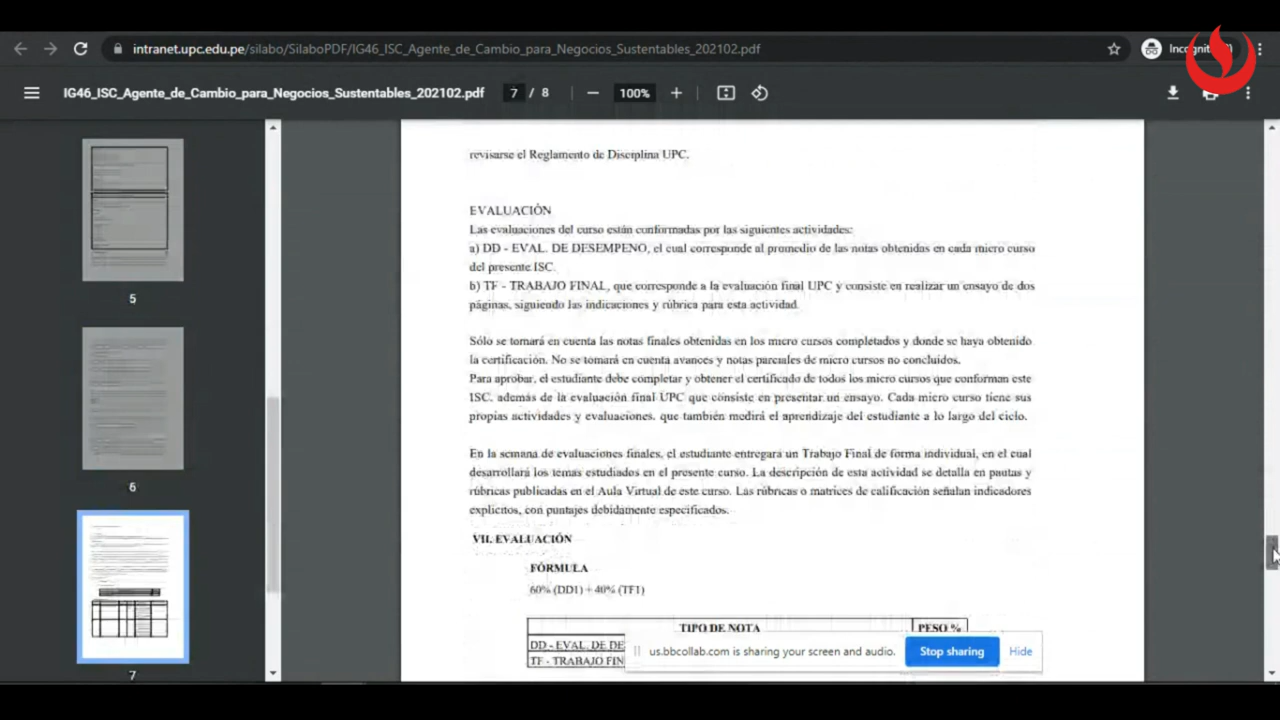 intranet.upc.edu.pe/silabo/SilaboPDF/IG46_ISC_Agente_de_Cambio_para_Negocios_Sustentables_202102.pdf
IG46_ISC_Agente_de_Cambio_para_Negocios_Sustentables_202102.pdf
7 / 8
100%
5
6
7
revisarse el Reglamento de Disciplina UPC.
EVALUACIÓN
Las evaluaciones del curso están conformadas por las siguientes actividades:
a) DD - EVAL. DE DESEMPENO, el cual corresponde al promedio de las notas obtenidas en cada micro curso
del presente ISC.
b) TF - TRABAJO FINAL, que corresponde a la evaluación final UPC y consiste en realizar un ensayo de dos
páginas, siguiendo las indicaciones y rúbrica para esta actividad.
Sólo se tomará en cuenta las notas finales obtenidas en los micro cursos completados y donde se haya obtenido
la certificación. No se tomará en cuenta avances y notas parciales de micro cursos no concluidos.
Para aprobar, el estudiante debe completar y obtener el certificado de todos los micro cursos que conforman este
ISC, además de la evaluación final UPC que consiste en presentar un ensayo. Cada micro curso tiene sus
propias actividades y evaluaciones, que también medirá el aprendizaje del estudiante a lo largo del ciclo.
En la semana de evaluaciones finales, el estudiante entregará un Trabajo Final de forma individual, en el cual
desarrollará los temas estudiados en el presente curso. La descripción de esta actividad se detalla en pautas y
rúbricas publicadas en el Aula Virtual de este curso. Las rúbricas o matrices de calificación señalan indicadores
explícitos, con puntajes debidamente especificados.
VII. EVALUACIÓN
FÓRMULA
60% (DD1) + 40% (TF1)
TIPO DE NOTA PESO %
DD - EVAL. DE DE
TF - TRABAJO FIN
us.bbcollab.com is sharing your screen and audio. Stop sharing Hide